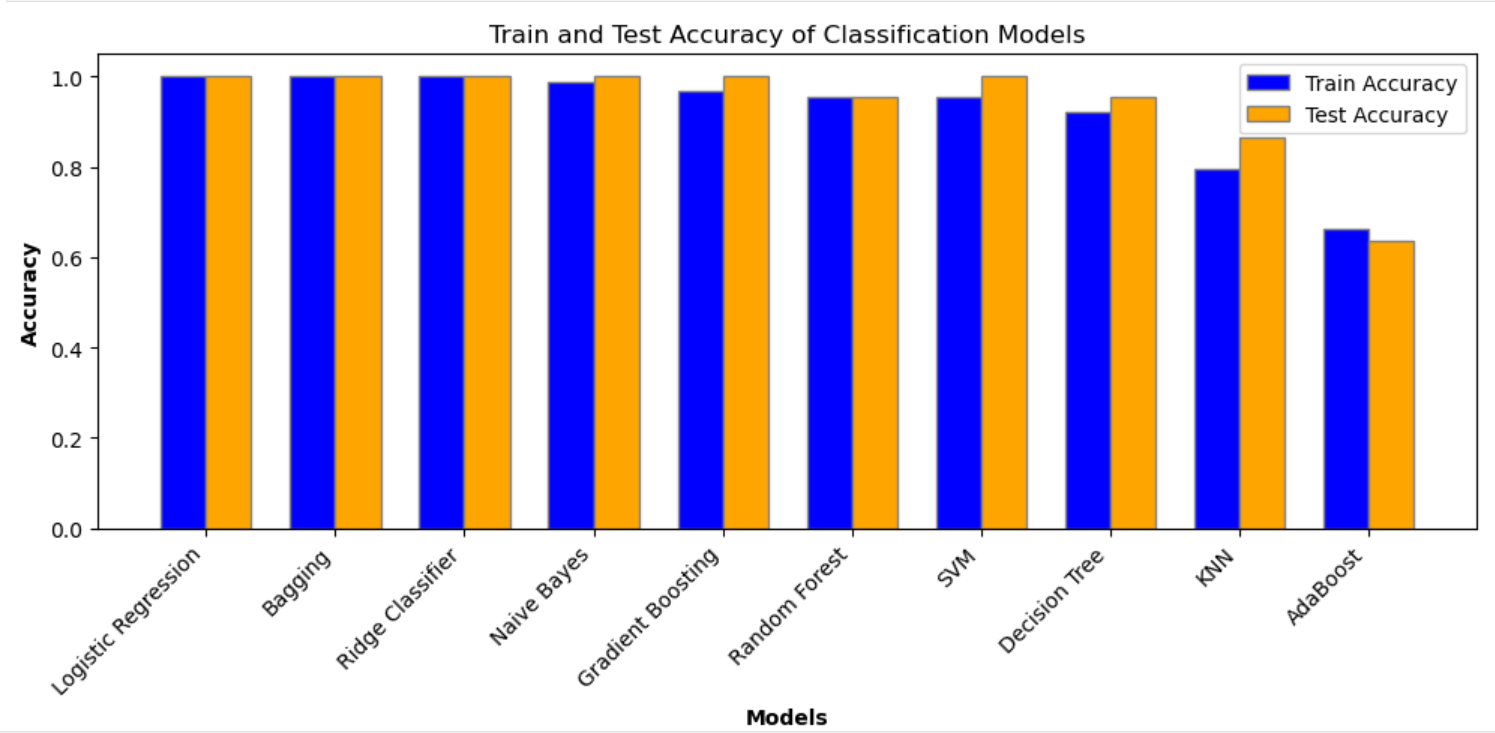 Train and Test Accuracy of Classification Models
Train Accuracy
Test Accuracy
Accuracy
1.0
0.8
0.6
0.4
0.2
0.0
Logistic Regression
Bagging
Ridge Classifier
Naive Bayes
Gradient Boosting
Random Forest
SVM
Decision Tree
KNN
AdaBoost
Models